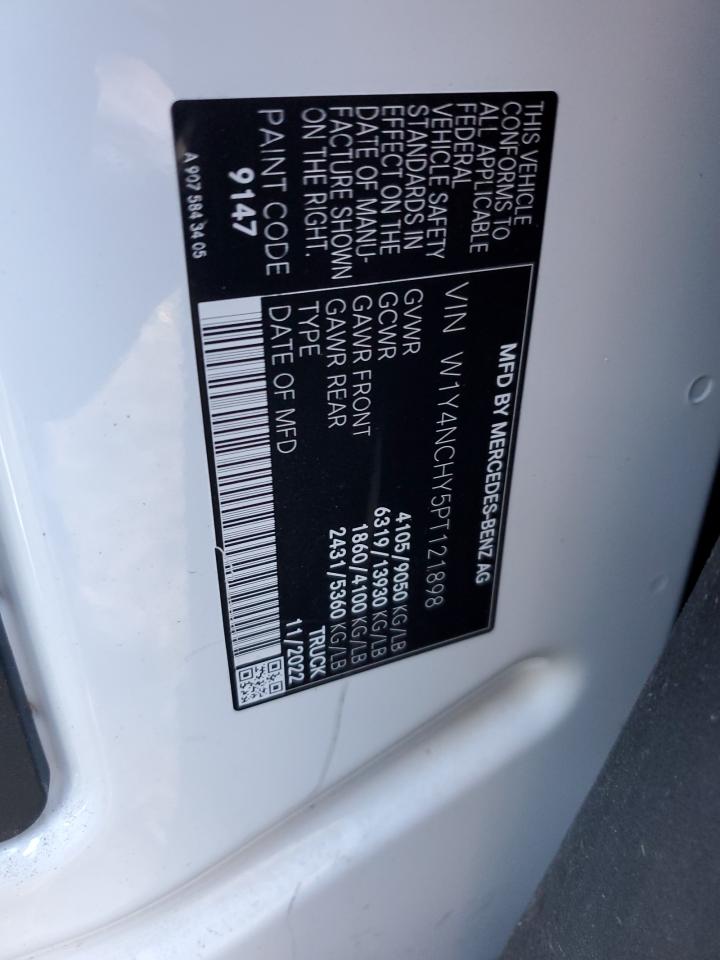 THIS VEHICLE
CONFORMS TO
ALL APPLICABLE
FEDERAL
VEHICLE SAFETY
STANDARDS IN
EFFECT ON THE
DATE OF MANU-
FACTURE SHOWN
ON THE RIGHT.
PAINT CODE
9147
A 907 584 34 05
MFD BY MERCEDES-BENZ AG
VIN W1Y4NCHY5PT121898
GVWR 4105/9050 KG/LB
GCWR 6319/13930 KG/LB
GAWR FRONT 1860/4100 KG/LB
GAWR REAR 2431/5360 KG/LB
TYPE TRUCK
DATE OF MFD 11/2022